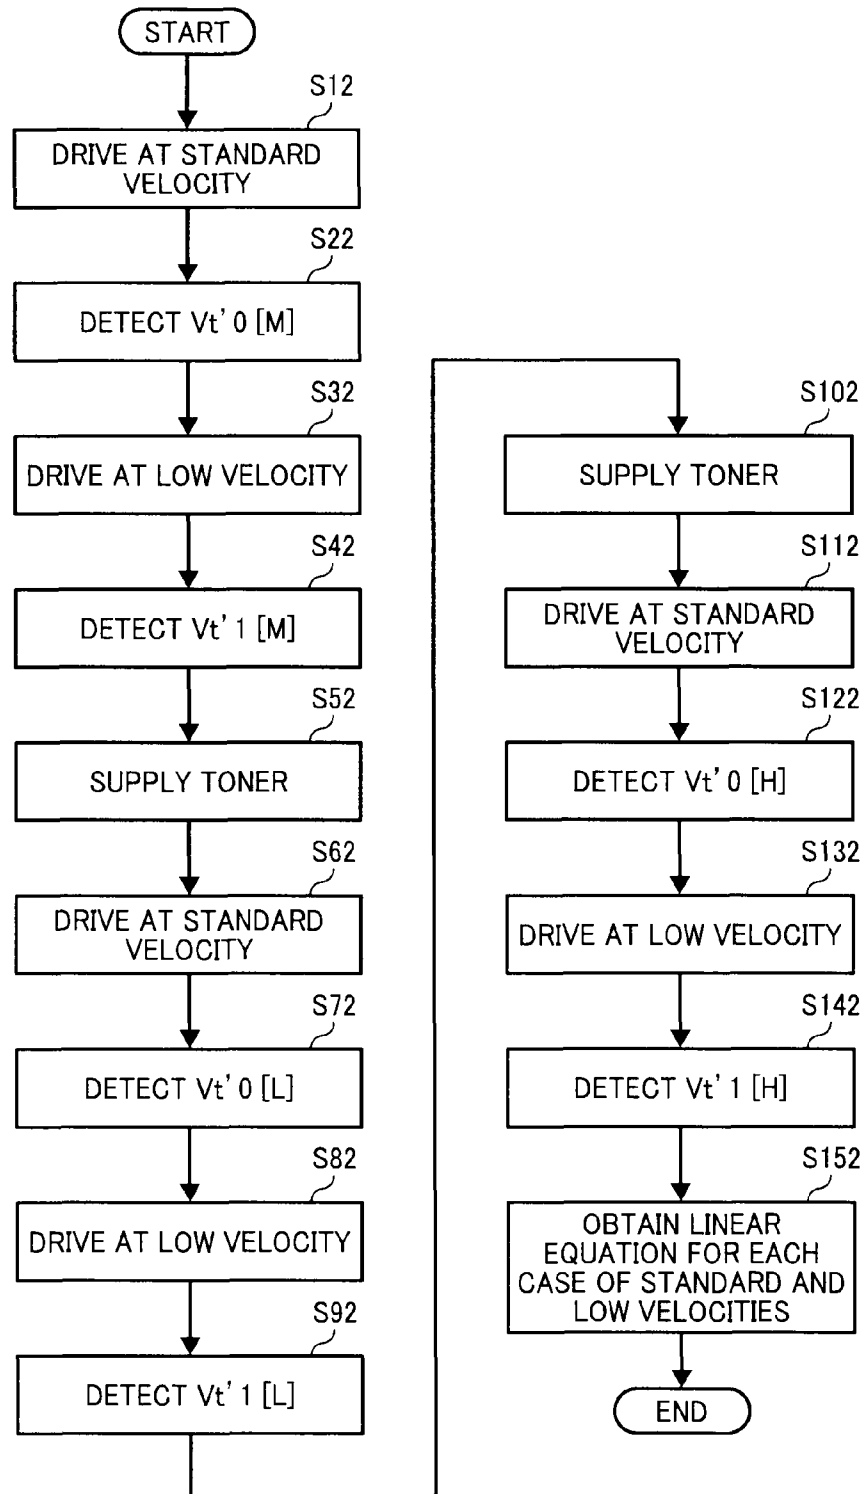 START
S12
DRIVE AT STANDARD
VELOCITY
S22
DETECT Vt'0 [M]
S32
DRIVE AT LOW VELOCITY
S42
DETECT Vt'1 [M]
S52
SUPPLY TONER
S62
DRIVE AT STANDARD
VELOCITY
S72
DETECT Vt'0 [L]
S82
DRIVE AT LOW VELOCITY
S92
DETECT Vt'1 [L]
S102
SUPPLY TONER
S112
DRIVE AT STANDARD
VELOCITY
S122
DETECT Vt'0 [H]
S132
DRIVE AT LOW VELOCITY
S142
DETECT Vt'1 [H]
S152
OBTAIN LINEAR
EQUATION FOR EACH
CASE OF STANDARD AND
LOW VELOCITIES
END